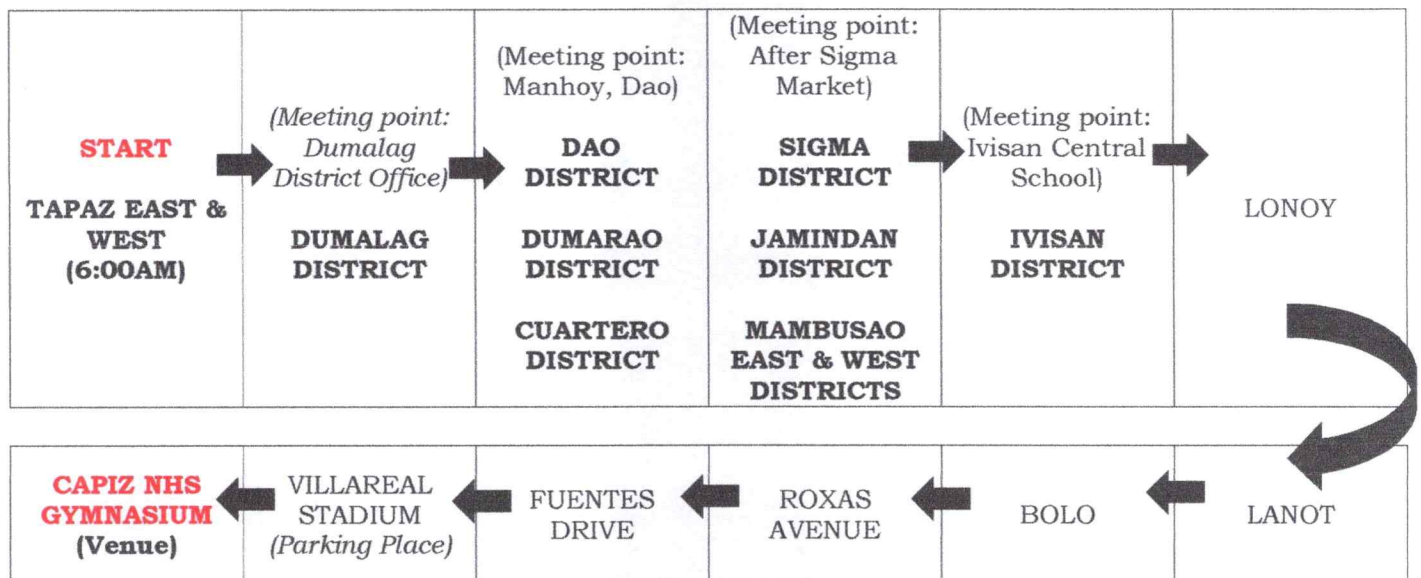 START
TAPAZ EAST &
WEST
(6:00AM)
(Meeting point:
Dumalag
District Office)
DUMALAG
DISTRICT
(Meeting point:
Manhoy, Dao)
DAO
DISTRICT
DUMARAO
DISTRICT
CUARTERO
DISTRICT
(Meeting point:
After Sigma
Market)
SIGMA
DISTRICT
JAMINDAN
DISTRICT
MAMBUSAO
EAST & WEST
DISTRICTS
(Meeting point:
Ivisan Central
School)
IVISAN
DISTRICT
LONOY
LANOT
BOLO
ROXAS
AVENUE
FUENTES
DRIVE
VILLAREAL
STADIUM
(Parking Place)
CAPIZ NHS
GYMNASIUM
(Venue)